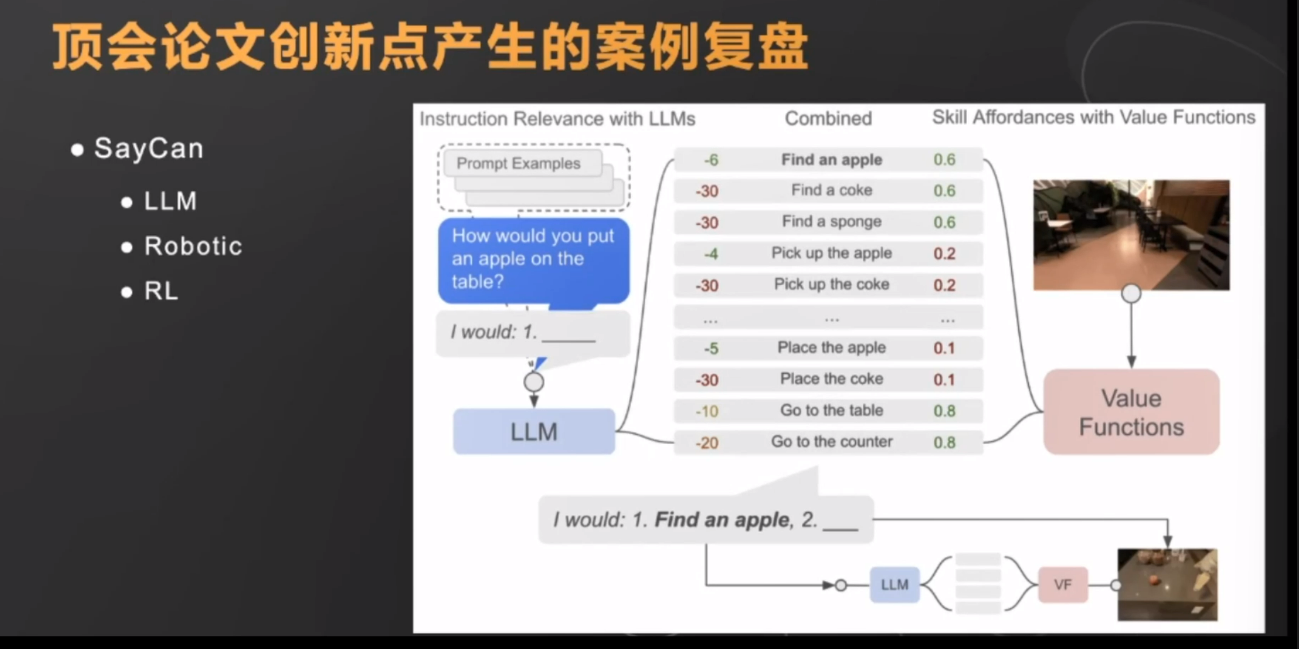 顶会论文创新点产生的案例复盘
● SayCan
● LLM
● Robotic
● RL
Instruction Relevance with LLMs
Combined
Skill Affordances with Value Functions
Prompt Examples
How would you put
an apple on the
table?
I would: 1. _____
LLM
-6 Find an apple 0.6
-30 Find a coke 0.6
-30 Find a sponge 0.6
-4 Pick up the apple 0.2
-30 Pick up the coke 0.2
... ... ...
-5 Place the apple 0.1
-30 Place the coke 0.1
-10 Go to the table 0.8
-20 Go to the counter 0.8
Value
Functions
I would: 1. Find an apple, 2. ___
LLM
VF